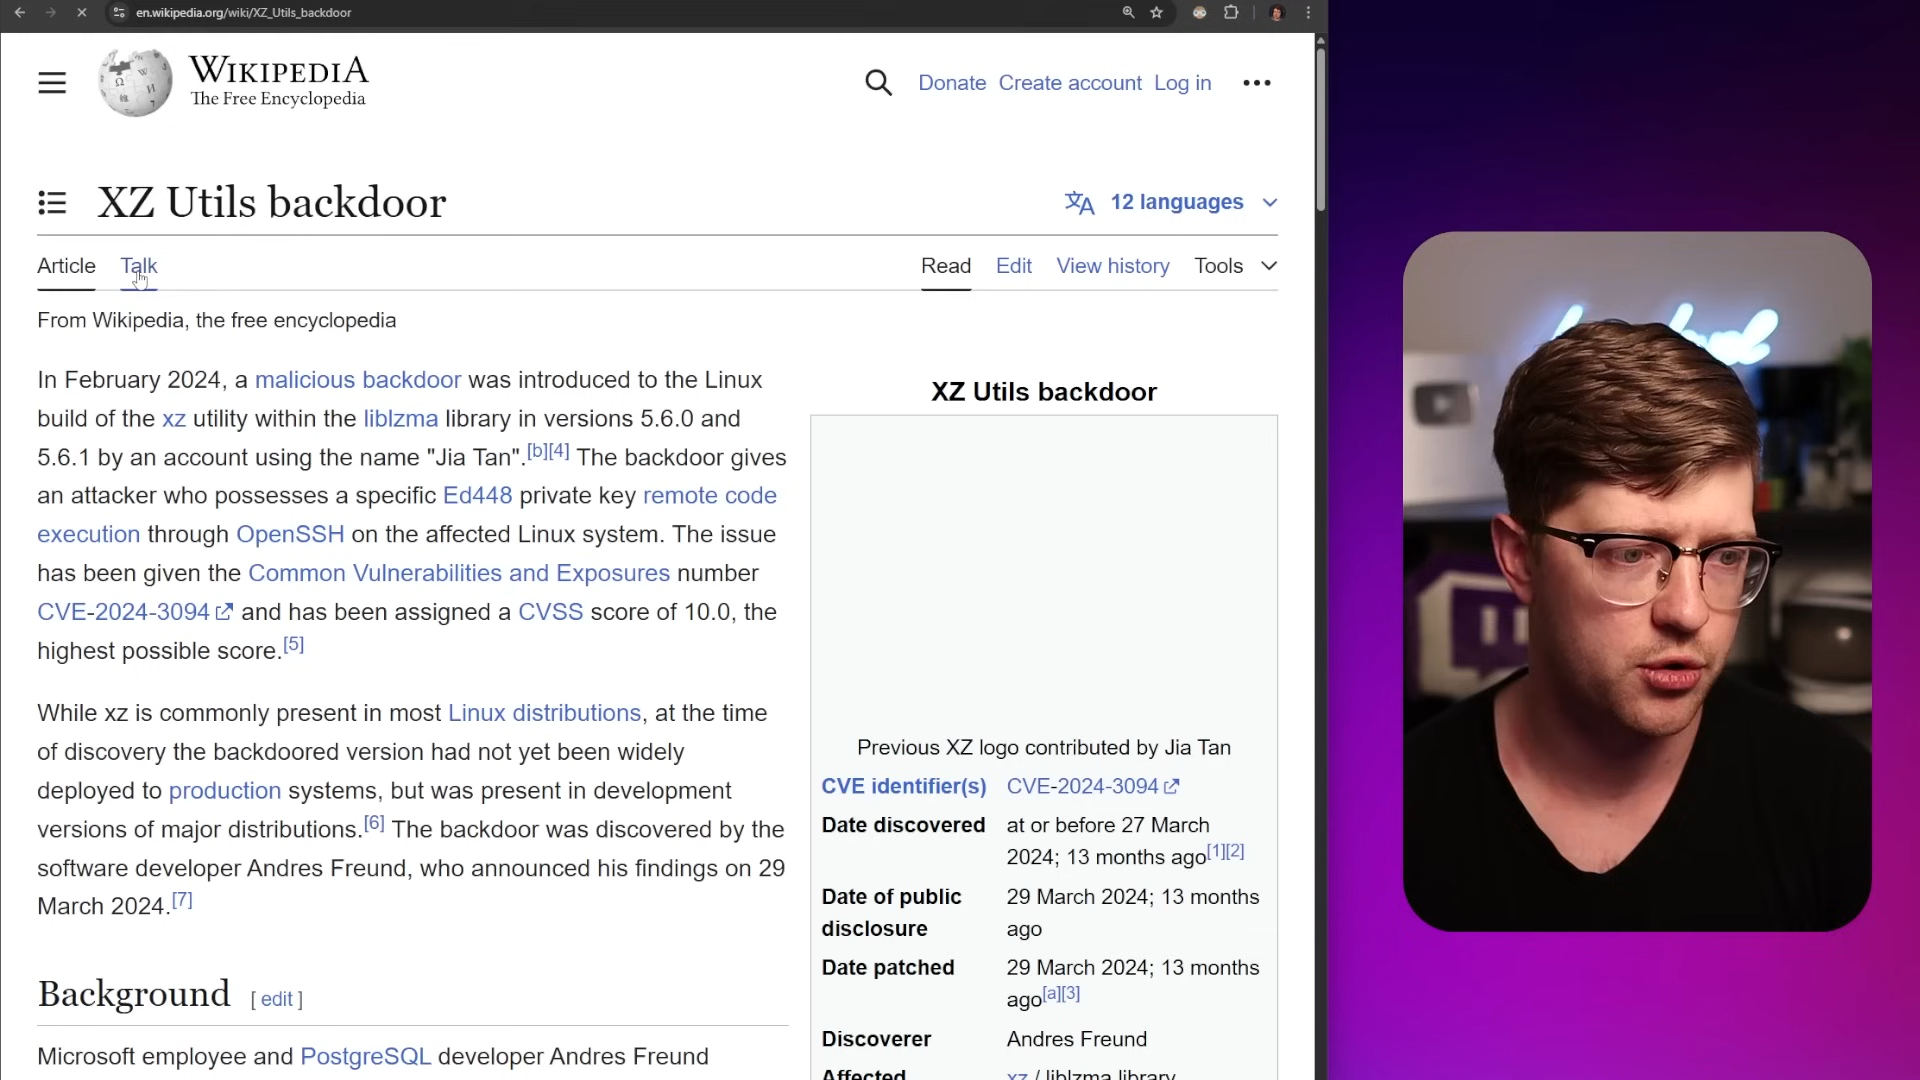 en.wikipedia.org/wiki/XZ_Utils_backdoor
WIKIPEDIA
The Free Encyclopedia
Donate Create account Log in
XZ Utils backdoor
12 languages
Article Talk
Read Edit View history Tools
From Wikipedia, the free encyclopedia
In February 2024, a malicious backdoor was introduced to the Linux
build of the xz utility within the liblzma library in versions 5.6.0 and
5.6.1 by an account using the name "Jia Tan".[b][4] The backdoor gives
an attacker who possesses a specific Ed448 private key remote code
execution through OpenSSH on the affected Linux system. The issue
has been given the Common Vulnerabilities and Exposures number
CVE-2024-3094 and has been assigned a CVSS score of 10.0, the
highest possible score.[5]
While xz is commonly present in most Linux distributions, at the time
of discovery the backdoored version had not yet been widely
deployed to production systems, but was present in development
versions of major distributions.[6] The backdoor was discovered by the
software developer Andres Freund, who announced his findings on 29
March 2024.[7]
Background [ edit ]
Microsoft employee and PostgreSQL developer Andres Freund
XZ Utils backdoor
Previous XZ logo contributed by Jia Tan
CVE identifier(s) CVE-2024-3094
Date discovered at or before 27 March
2024; 13 months ago[1][2]
Date of public 29 March 2024; 13 months
disclosure ago
Date patched 29 March 2024; 13 months
ago[a][3]
Discoverer Andres Freund
Affected xz / liblzma library